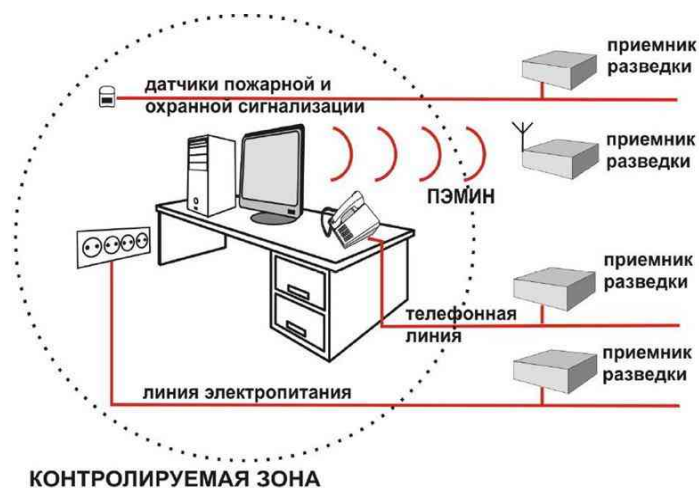 приемник
разведки
датчики пожарной и
охранной сигнализации
приемник
разведки
ПЭМИН
приемник
разведки
телефонная
линия
приемник
разведки
линия электропитания
КОНТРОЛИРУЕМАЯ ЗОНА